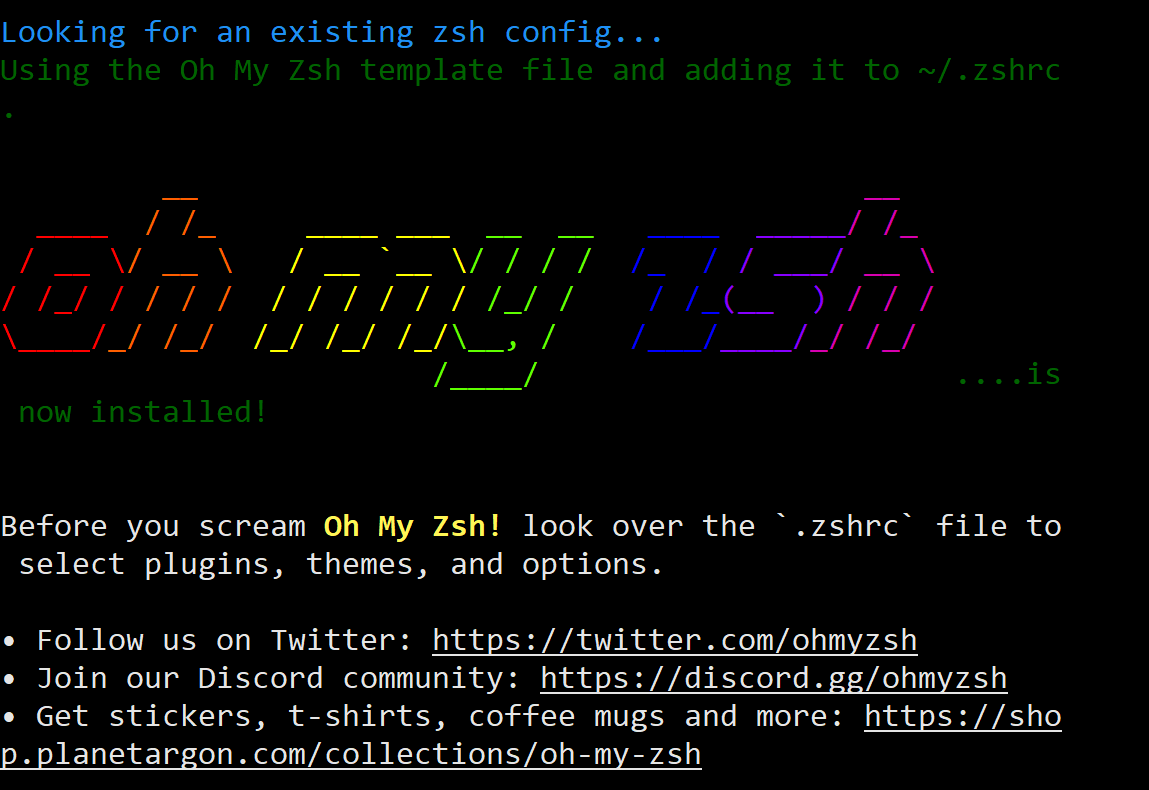 Looking for an existing zsh config...
Using the Oh My Zsh template file and adding it to ~/.zshrc
.
         __                                     __
  ____  / /_     ____ ___  __  __   ____  _____/ /_
 / __ \/ __ \   / __ `__ \/ / / /  /_  / / ___/ __ \
/ /_/ / / / /  / / / / / / /_/ /    / /_(__  ) / / /
\____/_/ /_/  /_/ /_/ /_/\__, /    /___/____/_/ /_/
                        /____/                       ....is
 now installed!
Before you scream Oh My Zsh! look over the `.zshrc` file to
 select plugins, themes, and options.
• Follow us on Twitter: https://twitter.com/ohmyzsh
• Join our Discord community: https://discord.gg/ohmyzsh
• Get stickers, t-shirts, coffee mugs and more: https://sho
p.planetargon.com/collections/oh-my-zsh